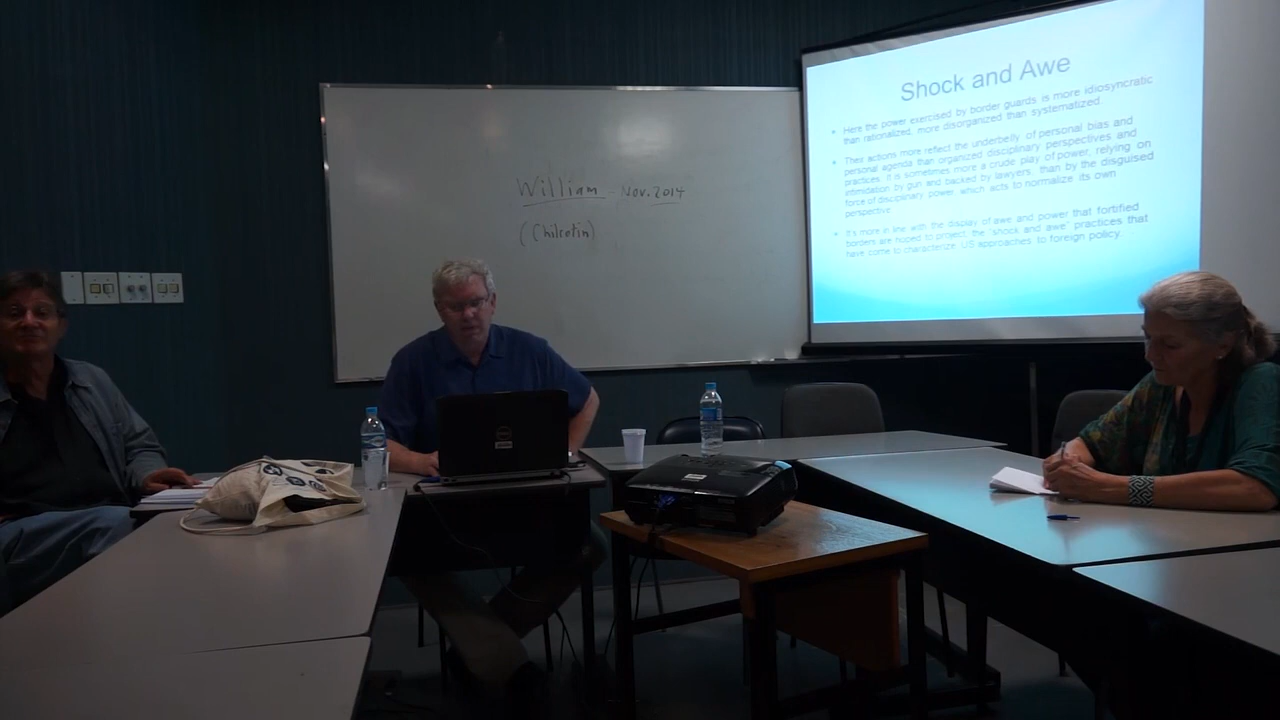 Shock and Awe
Here the power exercised by border guards is more idiosyncratic
than rationalized, more disorganized than systematized.
Their actions more reflect the underbelly of personal bias and
personal agenda than organized disciplinary perspectives and
practices. It is sometimes more a crude play of power, relying on
intimidation by gun and backed by lawyers, than by the disguised
force of disciplinary power, which acts to normalize its own
perspective.
It's more in line with the display of awe and power that fortified
borders are hoped to project, the "shock and awe" practices that
have come to characterize US approaches to foreign policy.
William - Nov. 2014
(Chilcotin)